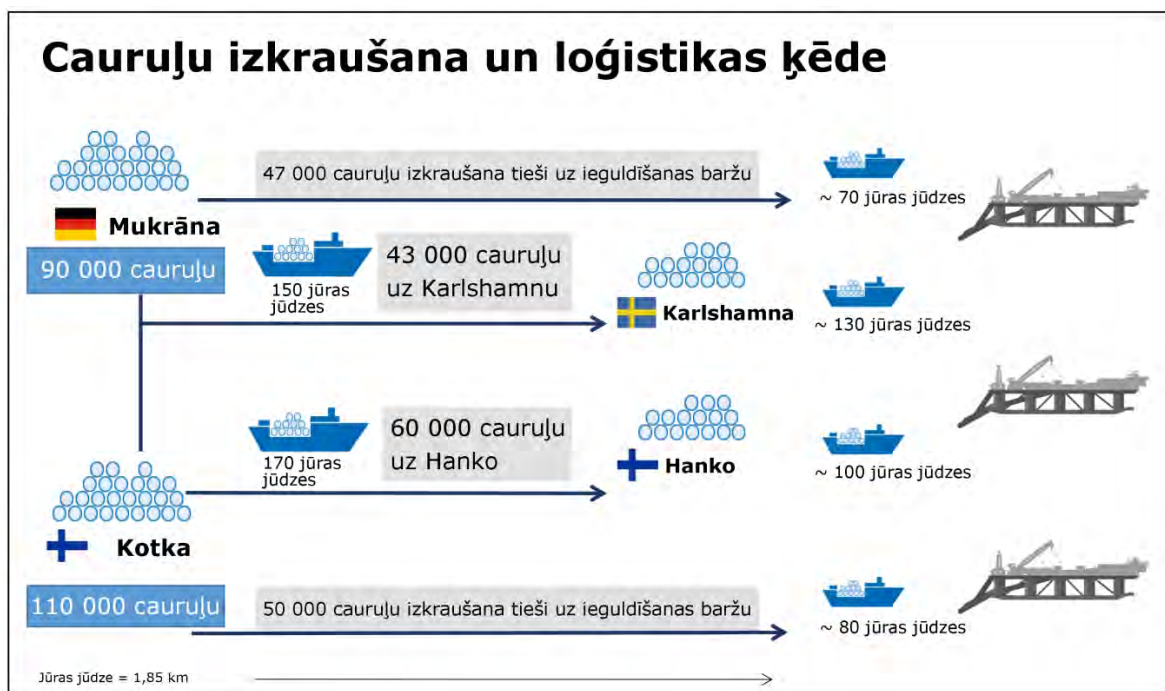 Cauruļu izkraušana un loģistikas ķēde
47 000 cauruļu izkraušana tieši uz ieguldīšanas baržu
~ 70 jūras jūdzes
Mukrāna
90 000 cauruļu
150 jūras
jūdzes
43 000 cauruļu
uz Karlshamnu
Karlshamna
~ 130 jūras jūdzes
170 jūras
jūdzes
60 000 cauruļu
uz Hanko
Hanko
~ 100 jūras jūdzes
Kotka
110 000 cauruļu
50 000 cauruļu izkraušana tieši uz ieguldīšanas baržu
~ 80 jūras jūdzes
Jūras jūdze = 1,85 km